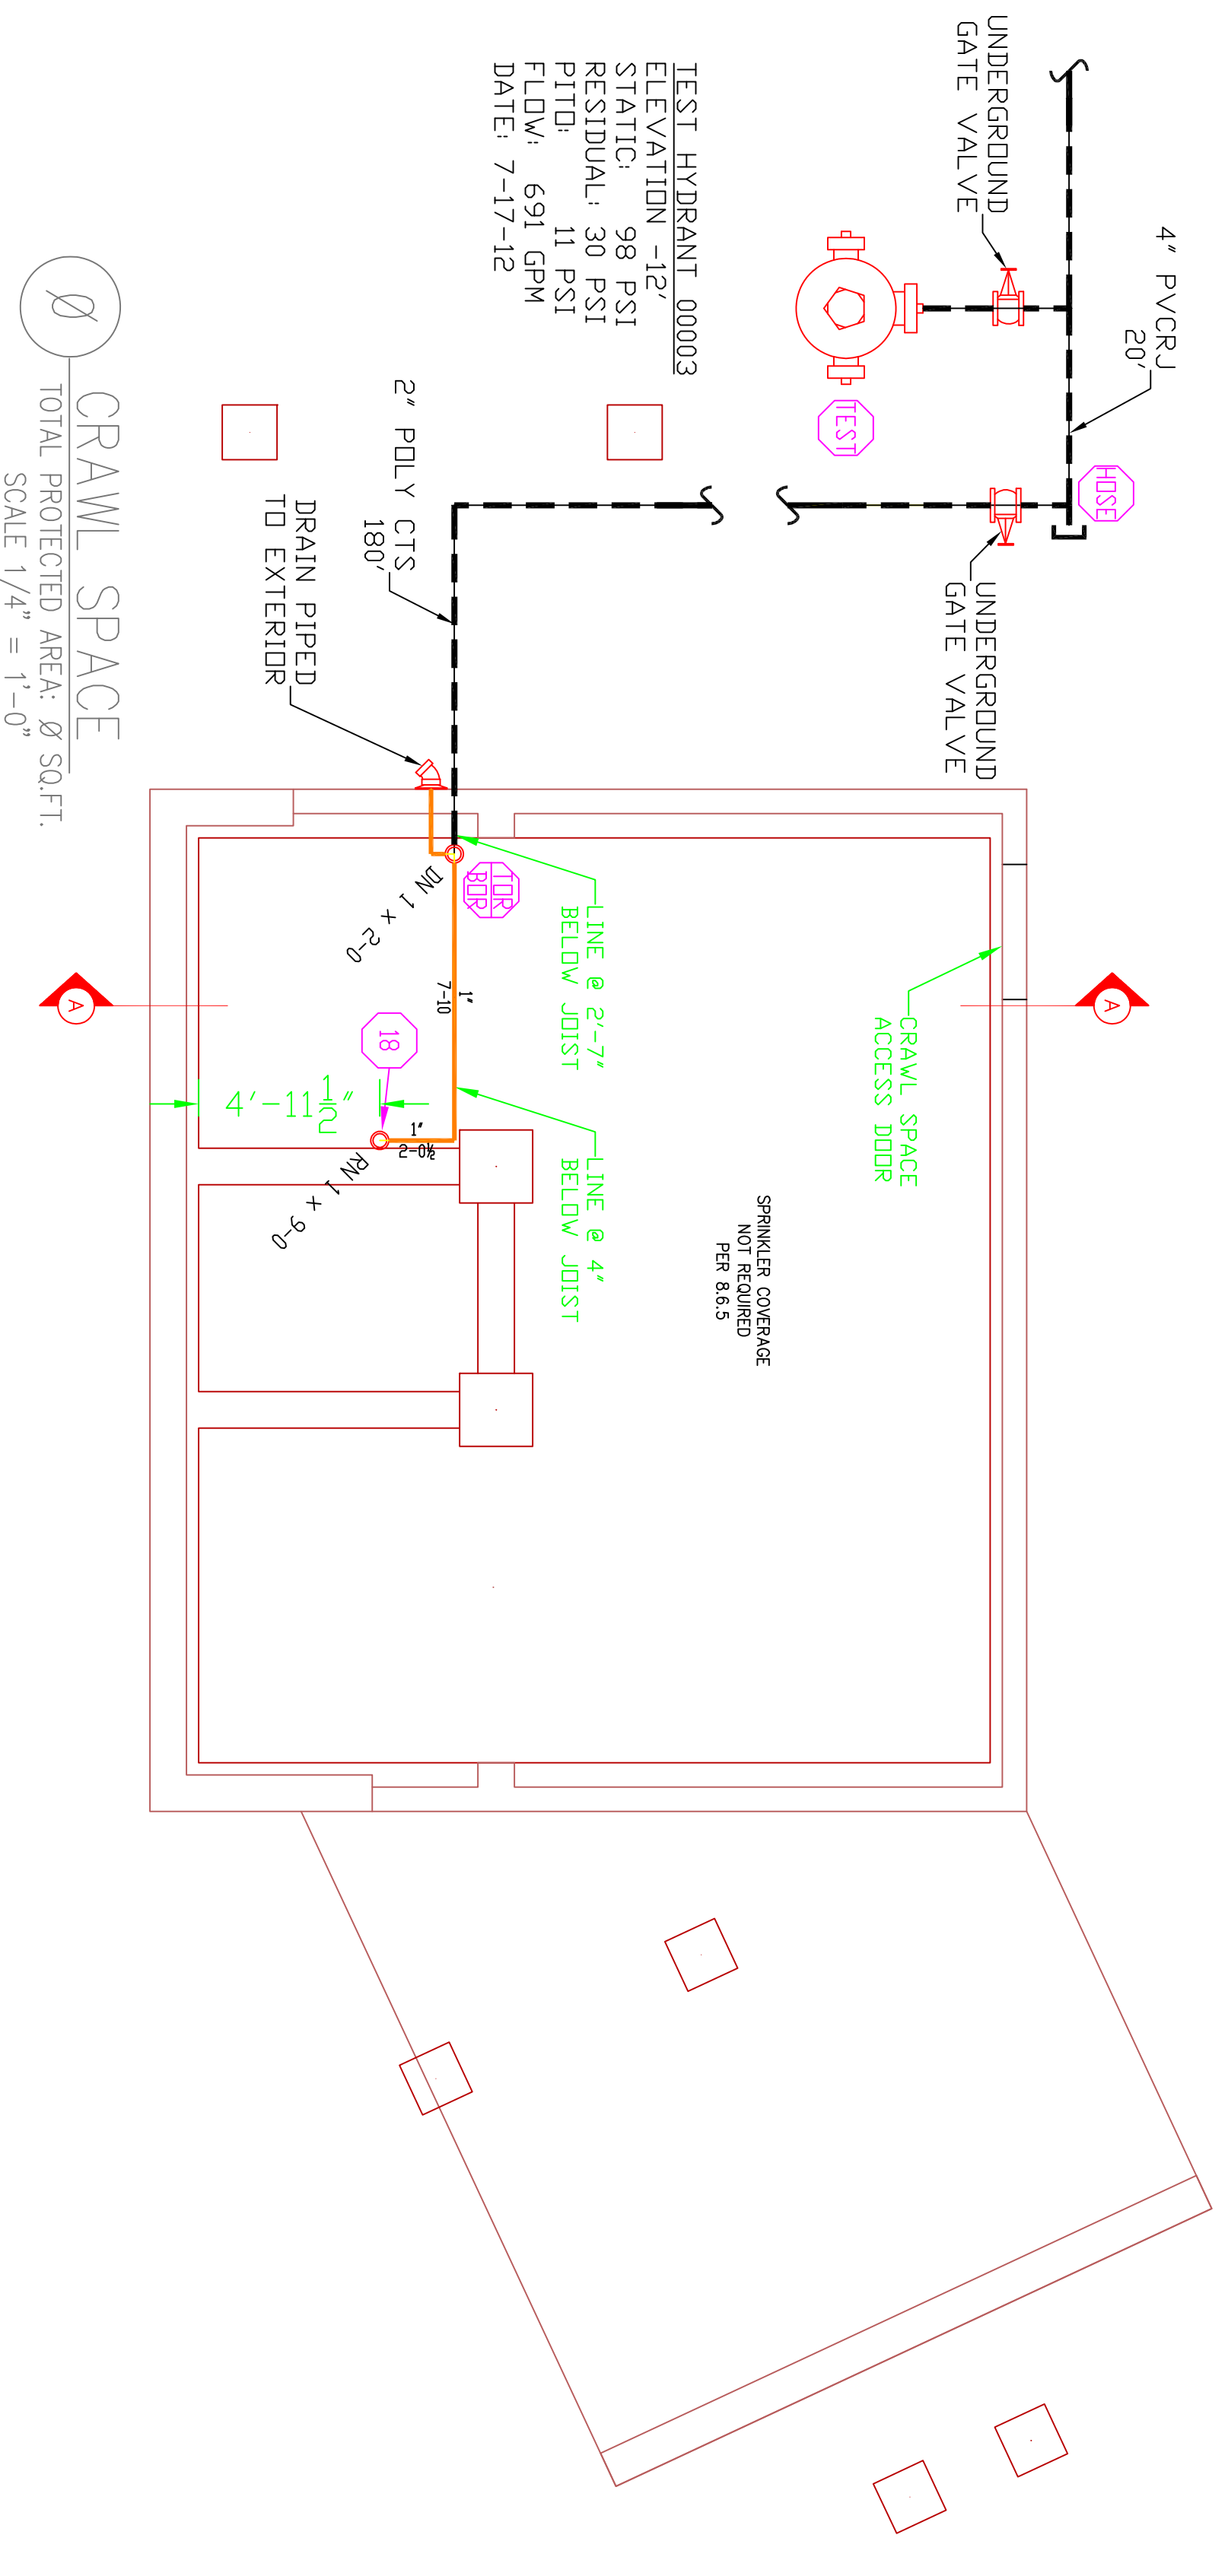 4" PVCRJ
20'
UNDERGROUND
GATE VALVE
HOSE
TEST
UNDERGROUND
GATE VALVE
TEST HYDRANT 00003
ELEVATION -12'
STATIC: 98 PSI
RESIDUAL: 30 PSI
PITO: 11 PSI
FLOW: 691 GPM
DATE: 7-17-12
2" POLY CTS
180'
DRAIN PIPED
TO EXTERIOR
CRAWL SPACE
ACCESS DOOR
LINE @ 2'-7"
BELOW JOIST
TOR
BOR
DN 1 x 2-0
1"
7-10
LINE @ 4"
BELOW JOIST
SPRINKLER COVERAGE
NOT REQUIRED
PER 8.6.5
18
4'-11 1/2"
1"
2-0½
RN 1 x 9-0
A
A
Ø
CRAWL SPACE
TOTAL PROTECTED AREA: Ø SQ.FT.
SCALE 1/4" = 1'-0"